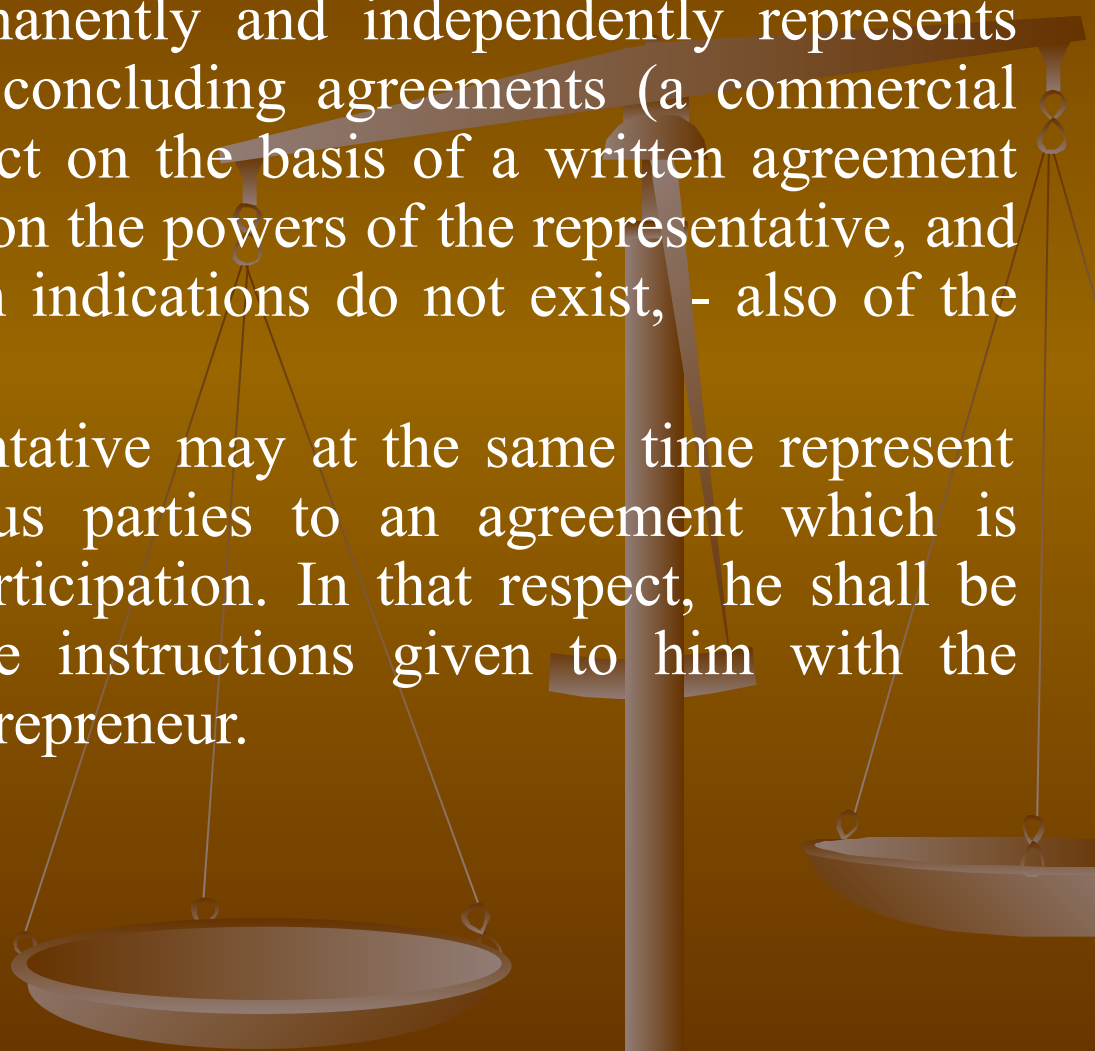 manently and independently represents
concluding agreements (a commercial
ct on the basis of a written agreement
on the powers of the representative, and
indications do not exist, - also of the
ntative may at the same time represent
us parties to an agreement which is
rticipation. In that respect, he shall be
e instructions given to him with the
repreneur.